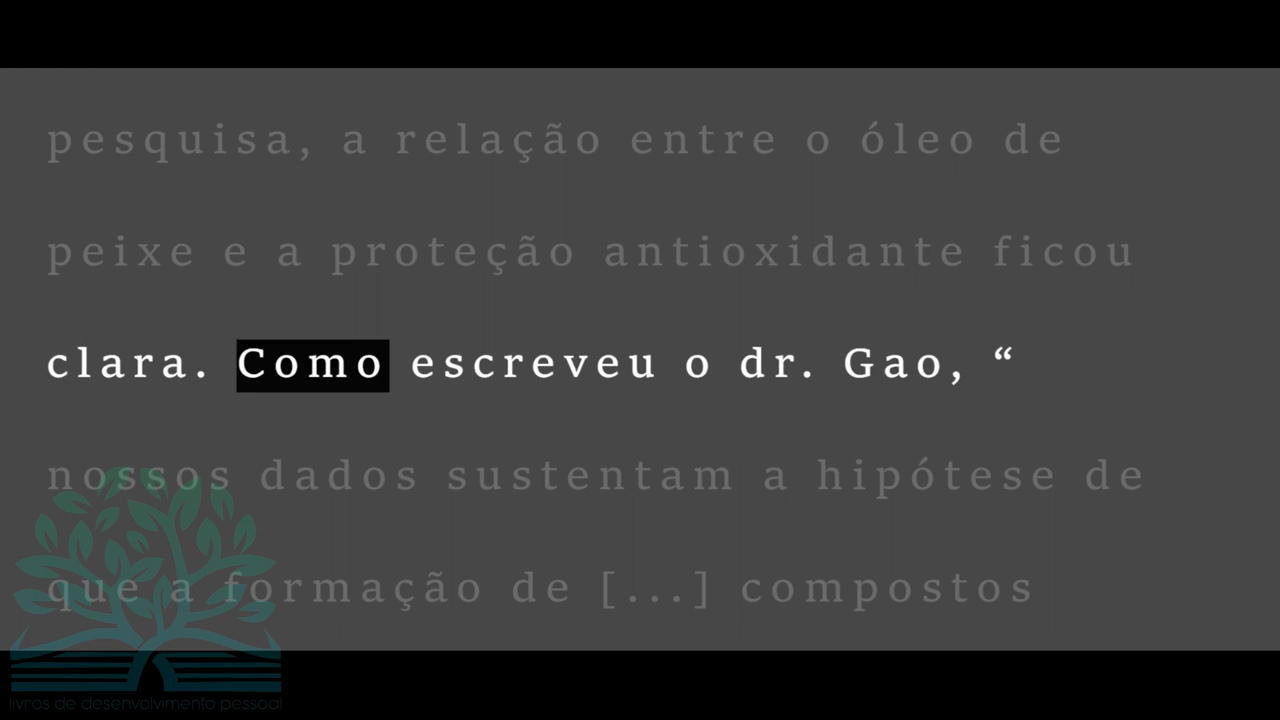 pesquisa, a relação entre o óleo de
peixe e a proteção antioxidante ficou
clara. Como escreveu o dr. Gao, “
nossos dados sustentam a hipótese de
que a formação de [...] compostos
livros de desenvolvimento pessoal